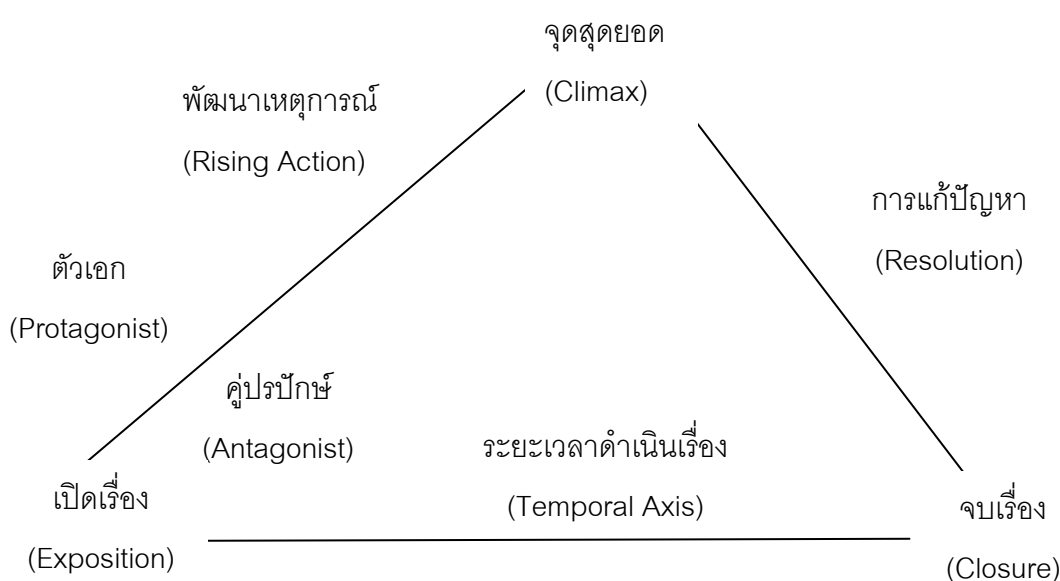 จุดสุดยอด
(Climax)
พัฒนาเหตุการณ์
(Rising Action)
การแก้ปัญหา
(Resolution)
ตัวเอก
(Protagonist)
คู่ปรปักษ์
(Antagonist)
ระยะเวลาดำเนินเรื่อง
(Temporal Axis)
เปิดเรื่อง
(Exposition)
จบเรื่อง
(Closure)